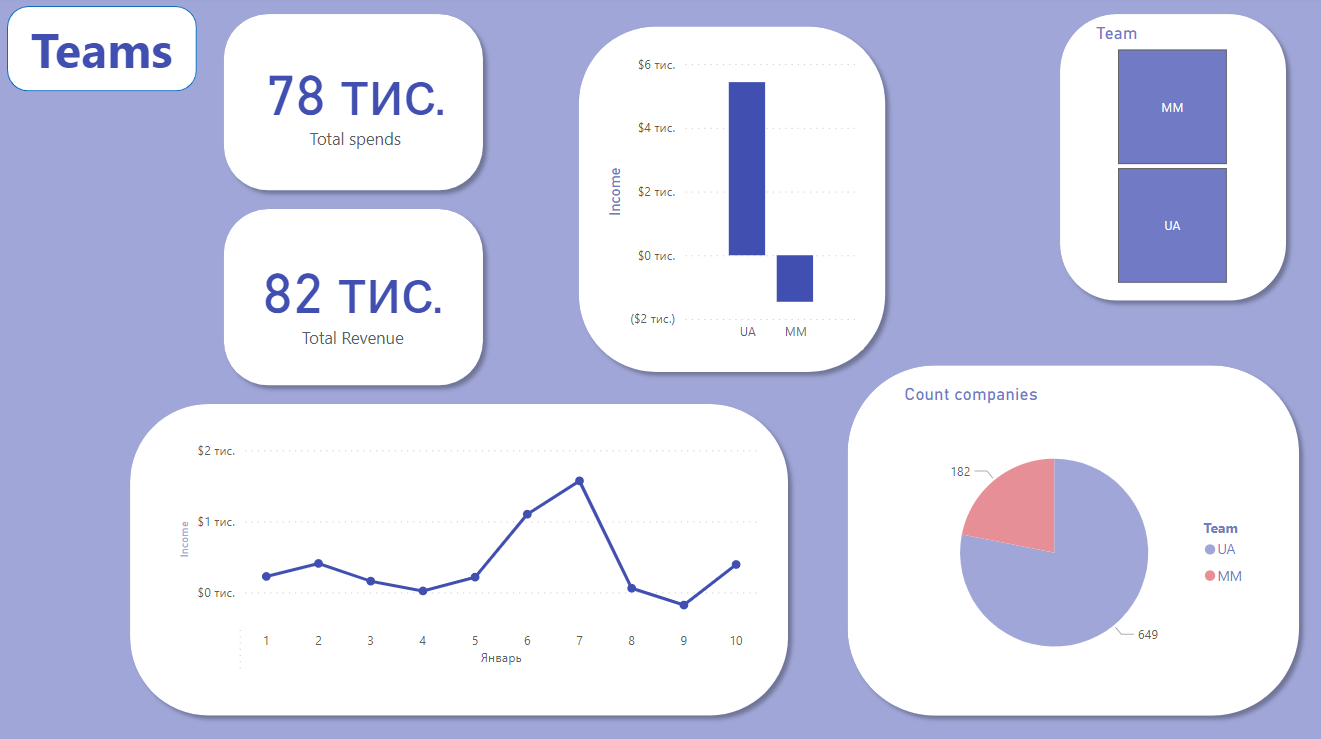 Teams
78 тис.
Total spends
82 тис.
Total Revenue
Income
$6 тис.
$4 тис.
$2 тис.
$0 тис.
($2 тис.)
UA MM
Team
MM
UA
Income
$2 тис.
$1 тис.
$0 тис.
1 2 3 4 5 6 7 8 9 10
Январь
Count companies
182
649
Team
UA
MM